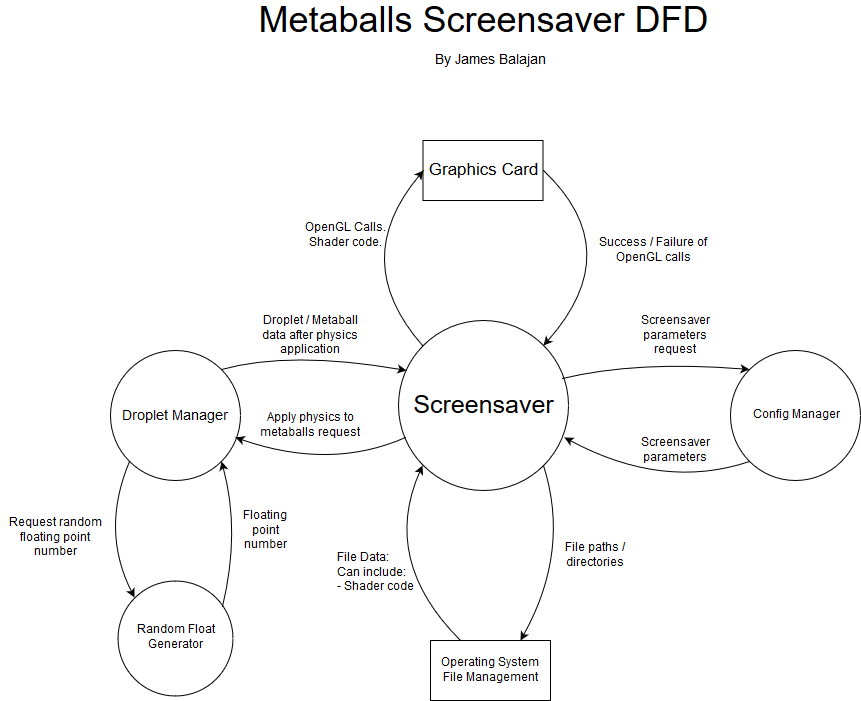 Metaballs Screensaver DFD
By James Balajan
Graphics Card
OpenGL Calls.
Shader code.
Success / Failure of
OpenGL calls
Droplet / Metaball
data after physics
application
Screensaver
parameters
request
Droplet Manager
Apply physics to
metaballs request
Screensaver
Config Manager
Screensaver
parameters
Request random
floating point
number
Floating
point
number
File Data:
Can include:
- Shader code
File paths /
directories
Random Float
Generator
Operating System
File Management